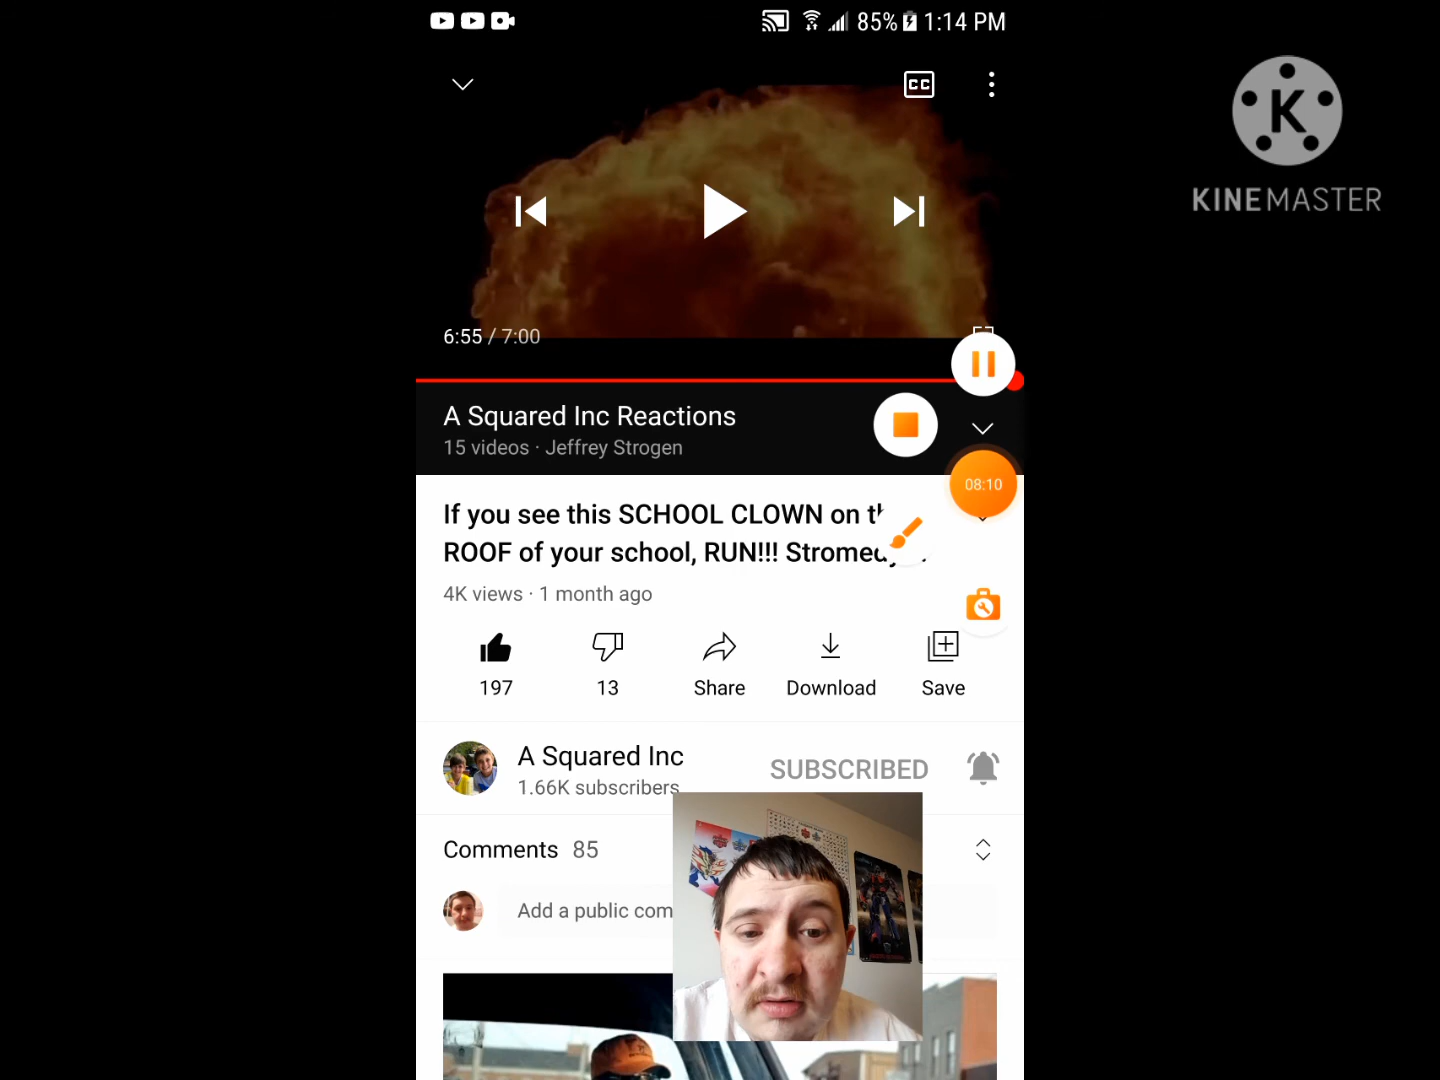 85% 1:14 PM
CC
K
KINEMASTER
6:55 / 7:00
A Squared Inc Reactions
15 videos · Jeffrey Strogen
08:10
If you see this SCHOOL CLOWN on
ROOF of your school, RUN!!! Stromedy
4K views · 1 month ago
197
13
Share
Download
Save
A Squared Inc
1.66K subscribers
SUBSCRIBED
Comments 85
Add a public com